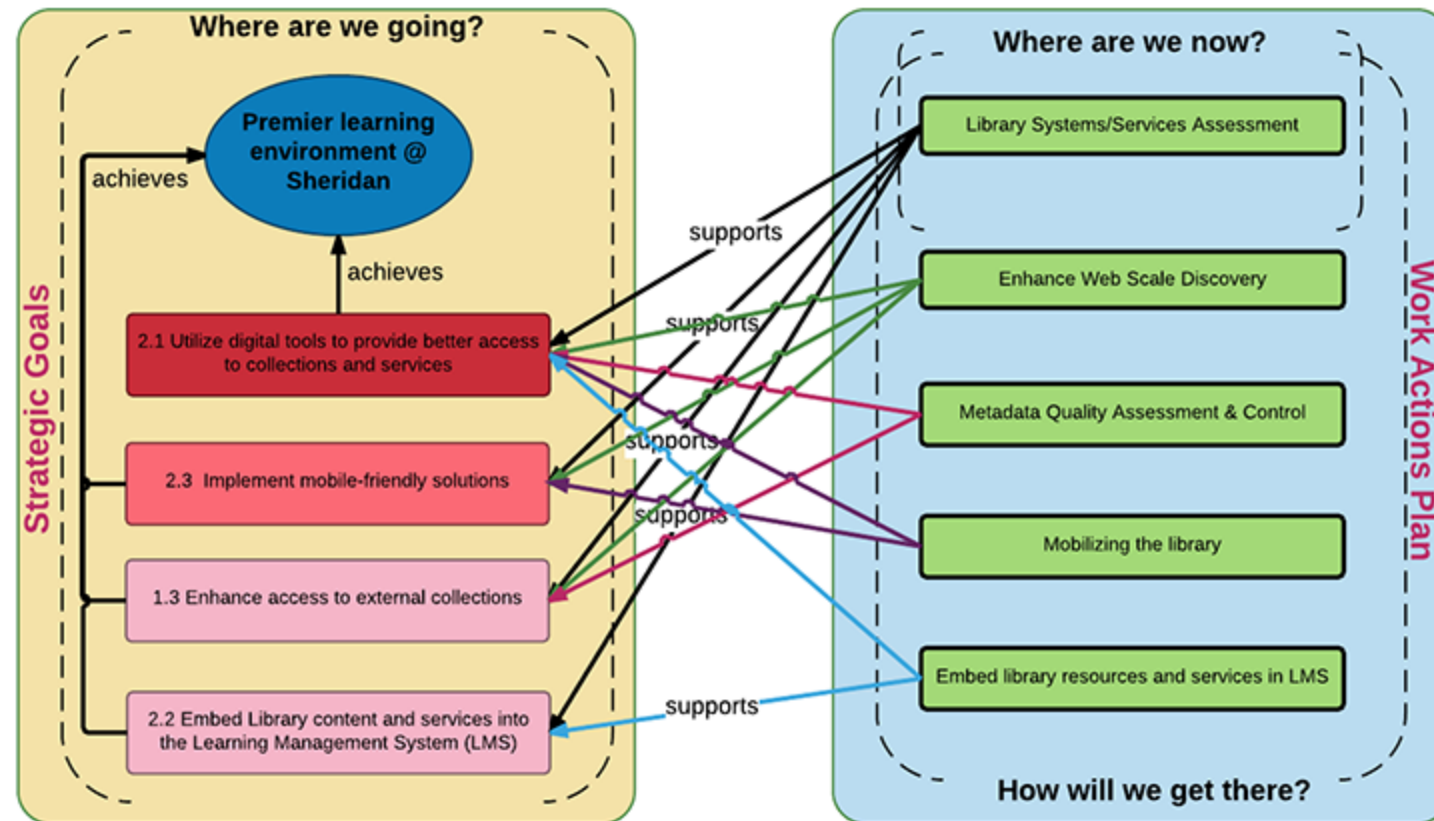 Where are we going?
Strategic Goals
Premier learning
environment @
Sheridan
achieves
achieves
2.1 Utilize digital tools to provide better access
to collections and services
2.3 Implement mobile-friendly solutions
1.3 Enhance access to external collections
2.2 Embed Library content and services into
the Learning Management System (LMS)
supports
supports
supports
supports
supports
Where are we now?
Library Systems/Services Assessment
Enhance Web Scale Discovery
Metadata Quality Assessment & Control
Mobilizing the library
Embed library resources and services in LMS
How will we get there?
Work Actions Plan